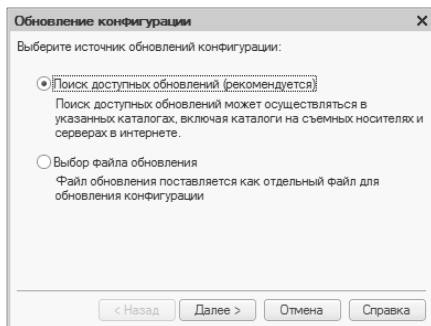 Обновление конфигурации
Выберите источник обновлений конфигурации:
Поиск доступных обновлений (рекомендуется)
Поиск доступных обновлений может осуществляться в
указанных каталогах, включая каталоги на съемных носителях и
серверах в интернете.
Выбор файла обновления
Файл обновления поставляется как отдельный файл для
обновления конфигурации
< Назад Далее > Отмена Справка